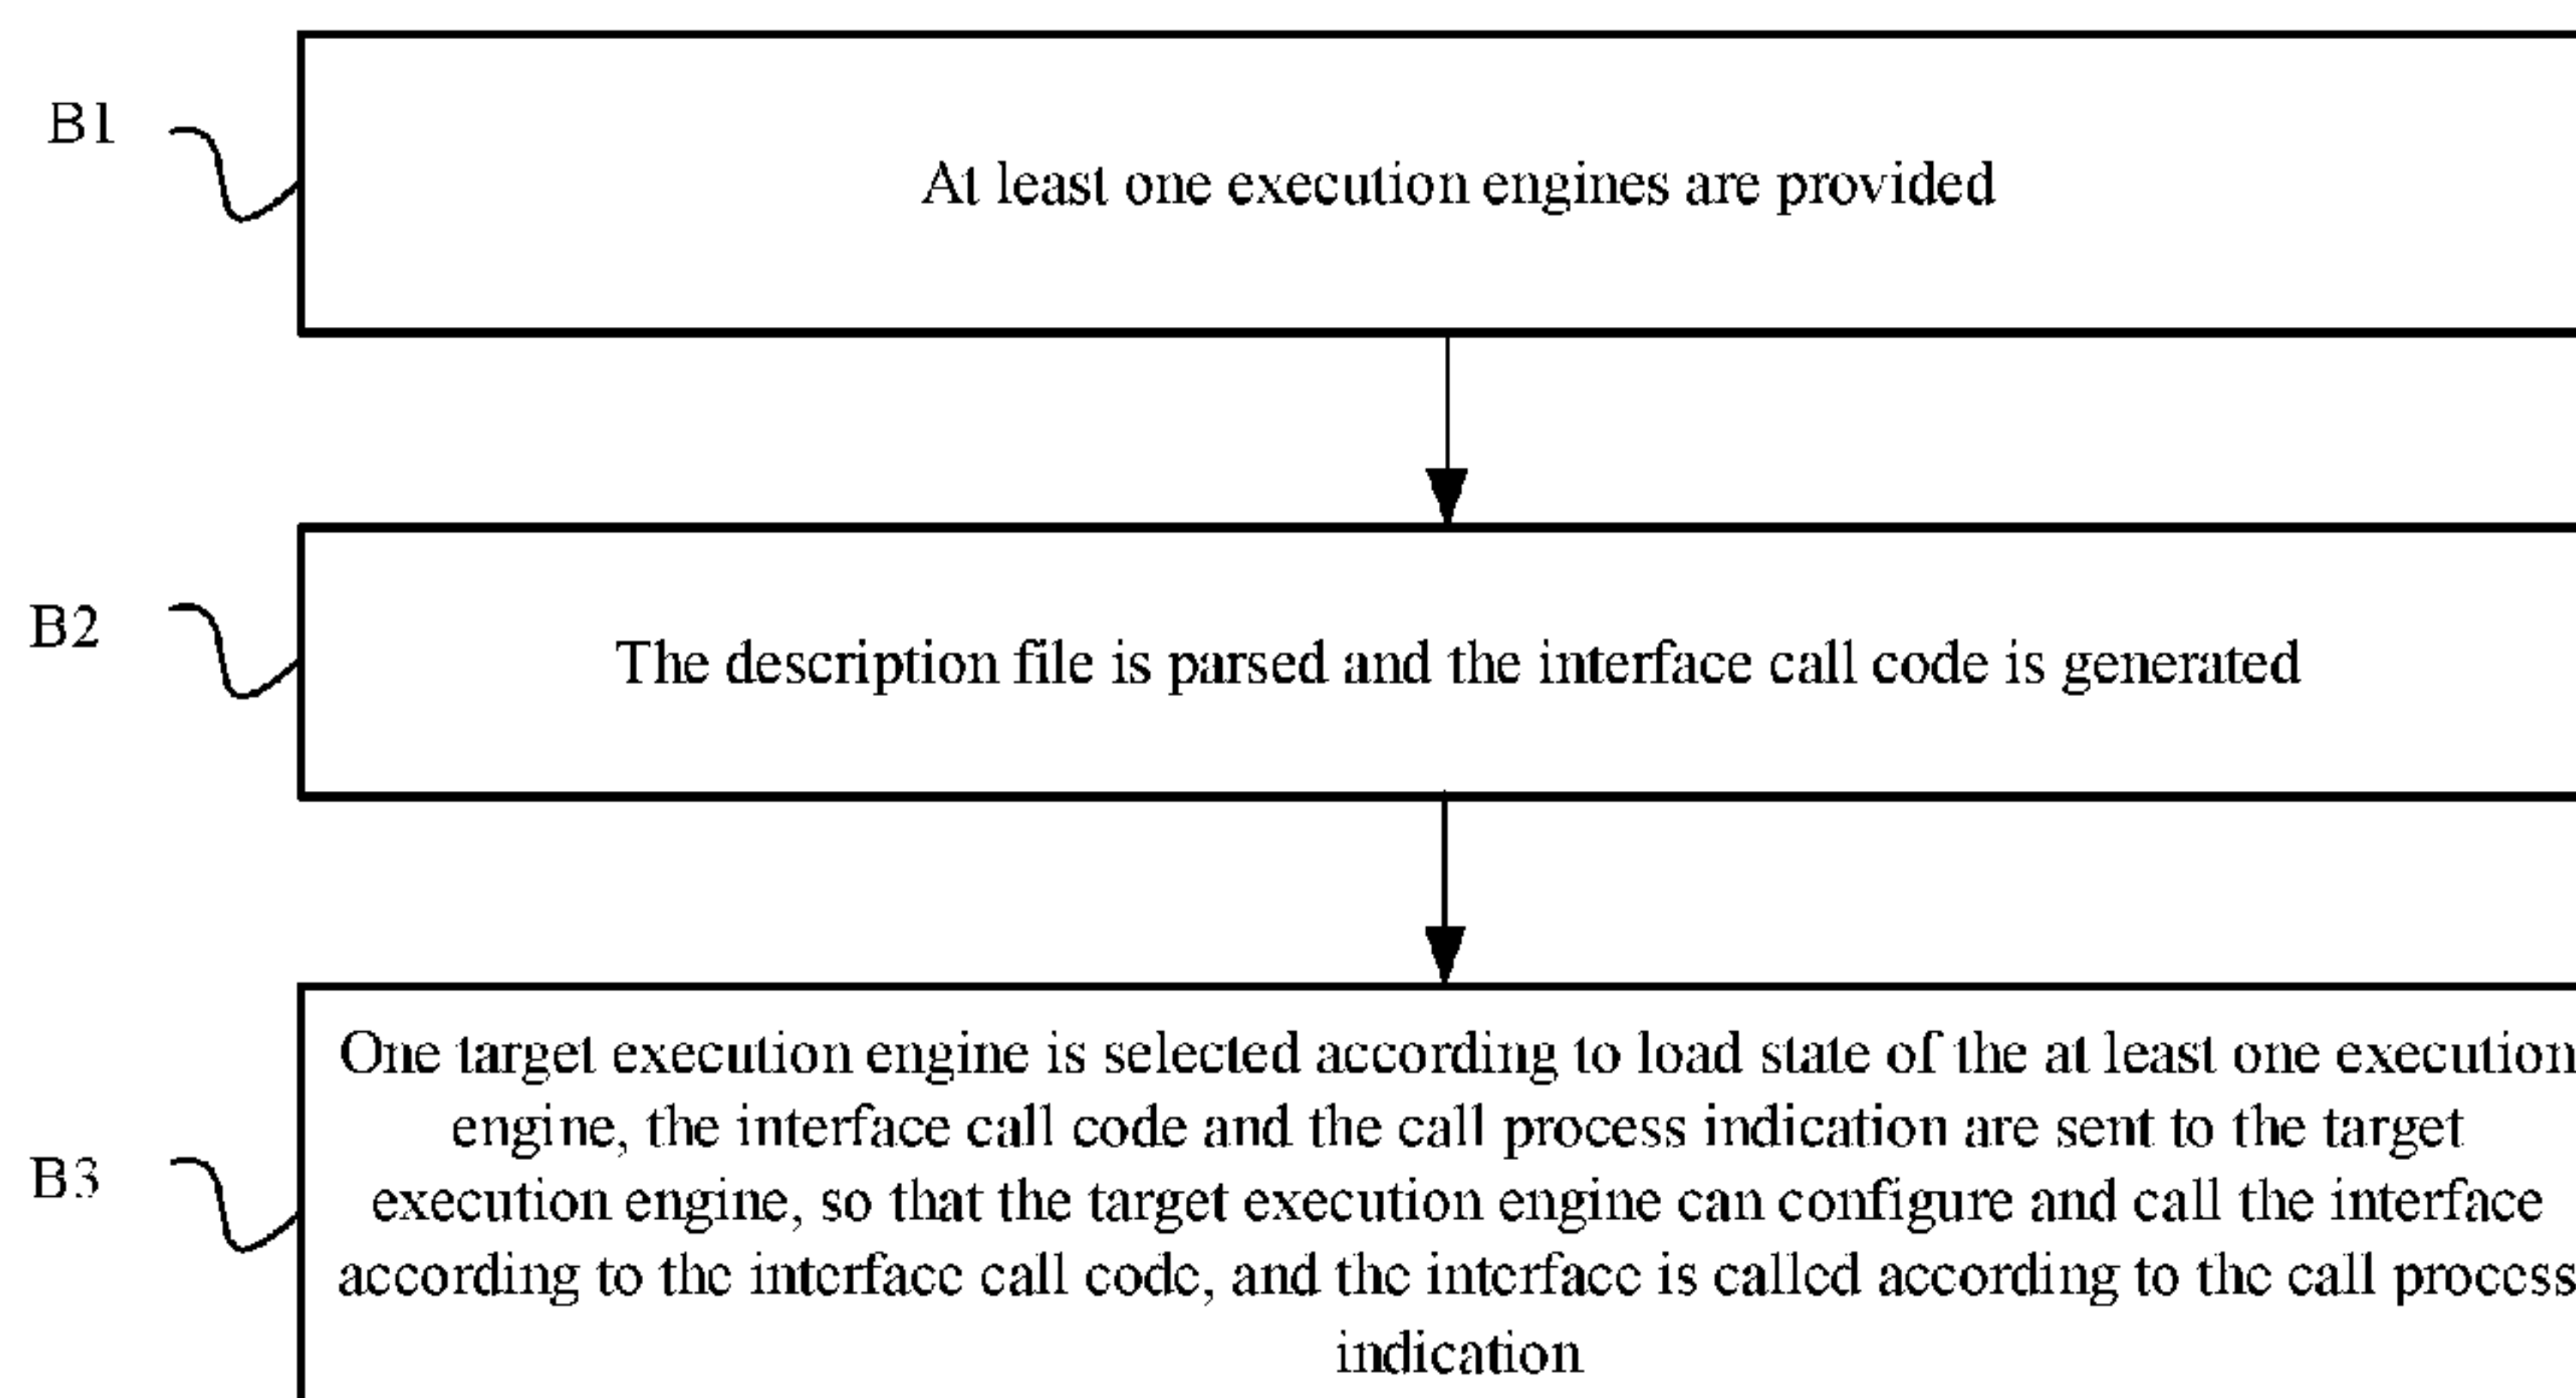 B1
At least one execution engines are provided
B2
The description file is parsed and the interface call code is generated
One target execution engine is selected according to load state of the at least one execution
engine, the interface call code and the call process indication are sent to the target
B3
execution engine, so that the target execution engine can configure and call the interface
according to the interface call code, and the interface is called according to the call process
indication